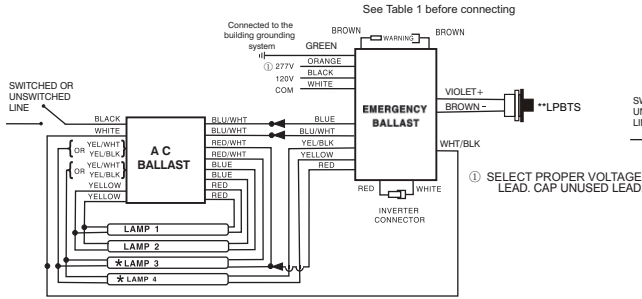 See Table 1 before connecting
Connected to the
building grounding
system
BROWN
WARNING
BROWN
GREEN
ORANGE
① 277V
BLACK
120V
WHITE
COM
SWITCHED OR
UNSWITCHED
LINE
VIOLET+
BROWN -
**LPBTS
SW
UN
LI
EMERGENCY
BALLAST
BLACK
WHITE
OR
YEL/WHT
YEL/BLK
OR
YEL/WHT
YEL/BLK
YELLOW
YELLOW
A C
BALLAST
BLU/WHT
BLU/WHT
RED/WHT
RED/WHT
BLUE
BLUE
RED
RED
BLUE
BLU/WHT
YEL/BLK
YELLOW
RED
WHT/BLK
① SELECT PROPER VOLTAGE
LEAD. CAP UNUSED LEAD.
RED
WHITE
INVERTER
CONNECTOR
LAMP 1
LAMP 2
*LAMP 3
*LAMP 4